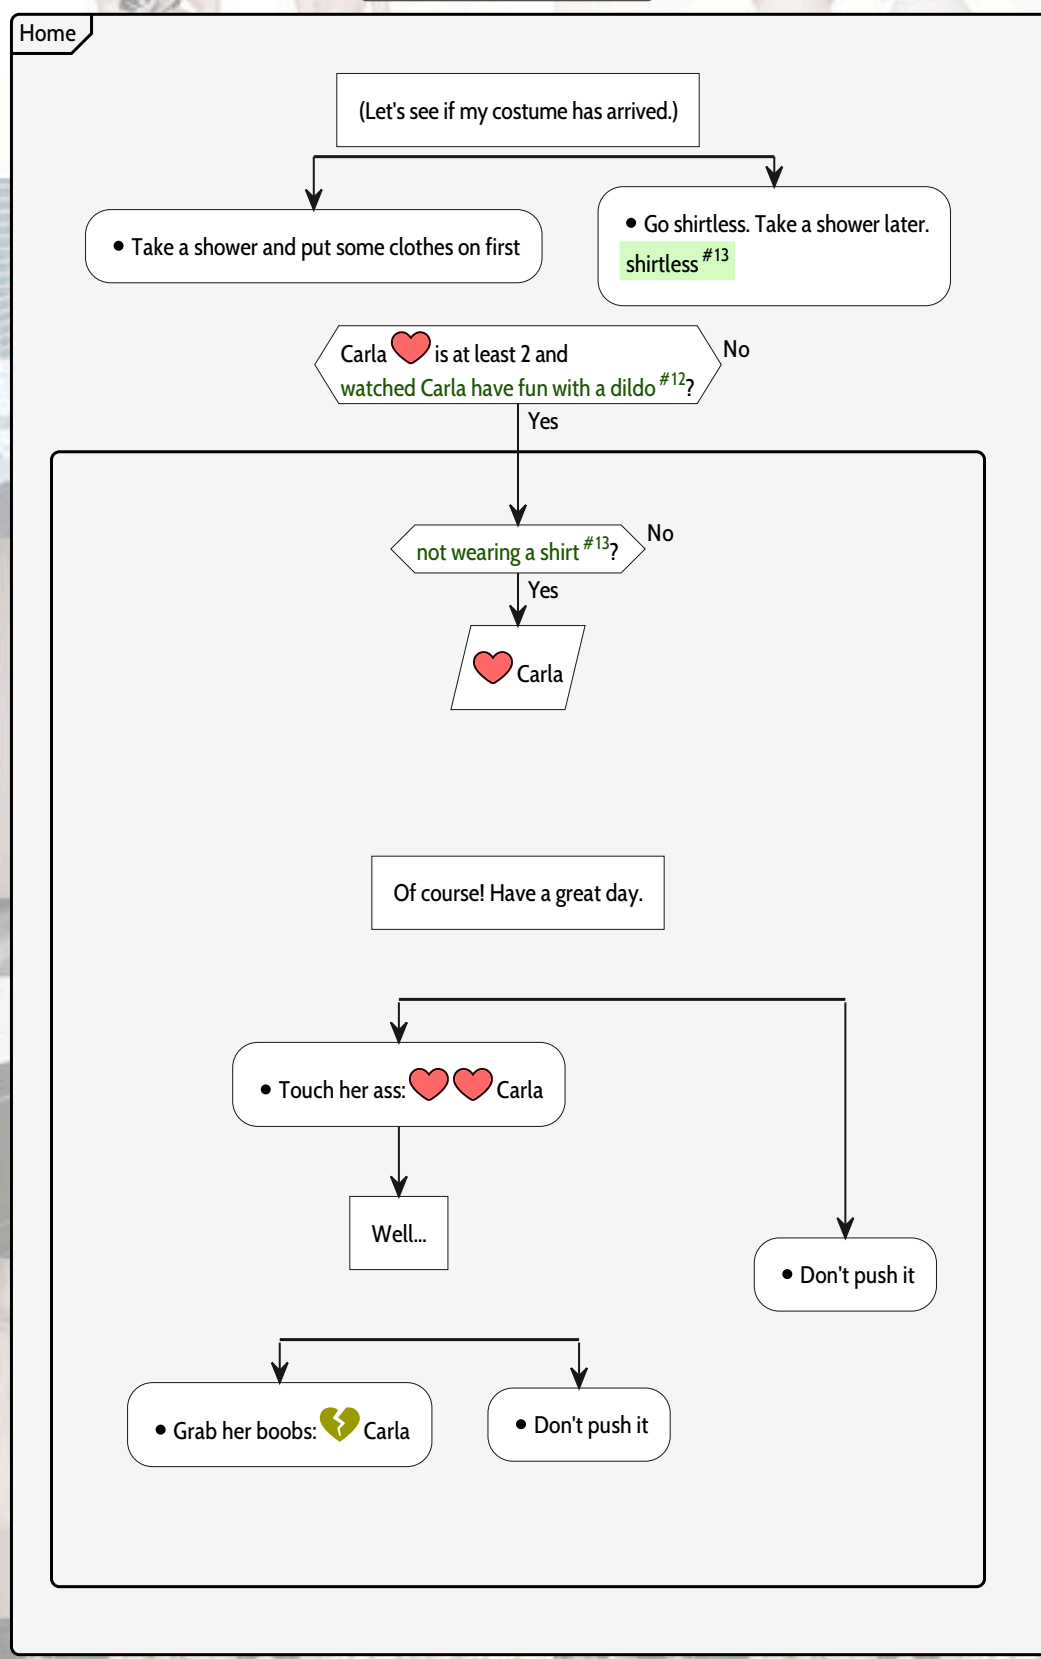 Home
(Let's see if my costume has arrived.)
• Take a shower and put some clothes on first
• Go shirtless. Take a shower later.
shirtless #13
Carla is at least 2 and
watched Carla have fun with a dildo #12?
No
Yes
not wearing a shirt #13?
No
Yes
Carla
Of course! Have a great day.
• Touch her ass: Carla
Well...
• Don't push it
• Grab her boobs: Carla
• Don't push it